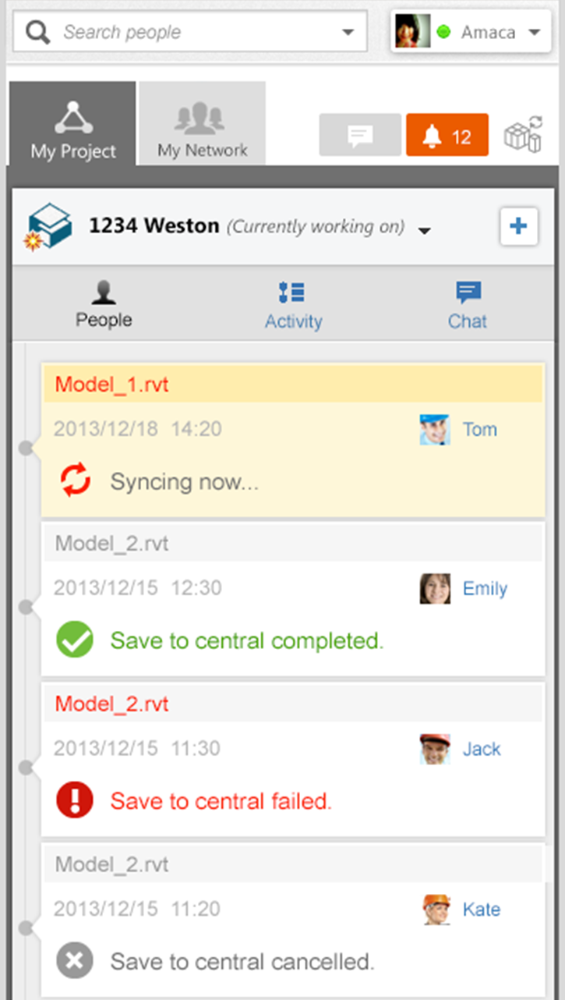 Search people
Amaca
My Project
My Network
12
1234 Weston (Currently working on)
People
Activity
Chat
Model_1.rvt
2013/12/18 14:20
Tom
Syncing now...
Model_2.rvt
2013/12/15 12:30
Emily
Save to central completed.
Model_2.rvt
2013/12/15 11:30
Jack
Save to central failed.
Model_2.rvt
2013/12/15 11:20
Kate
Save to central cancelled.